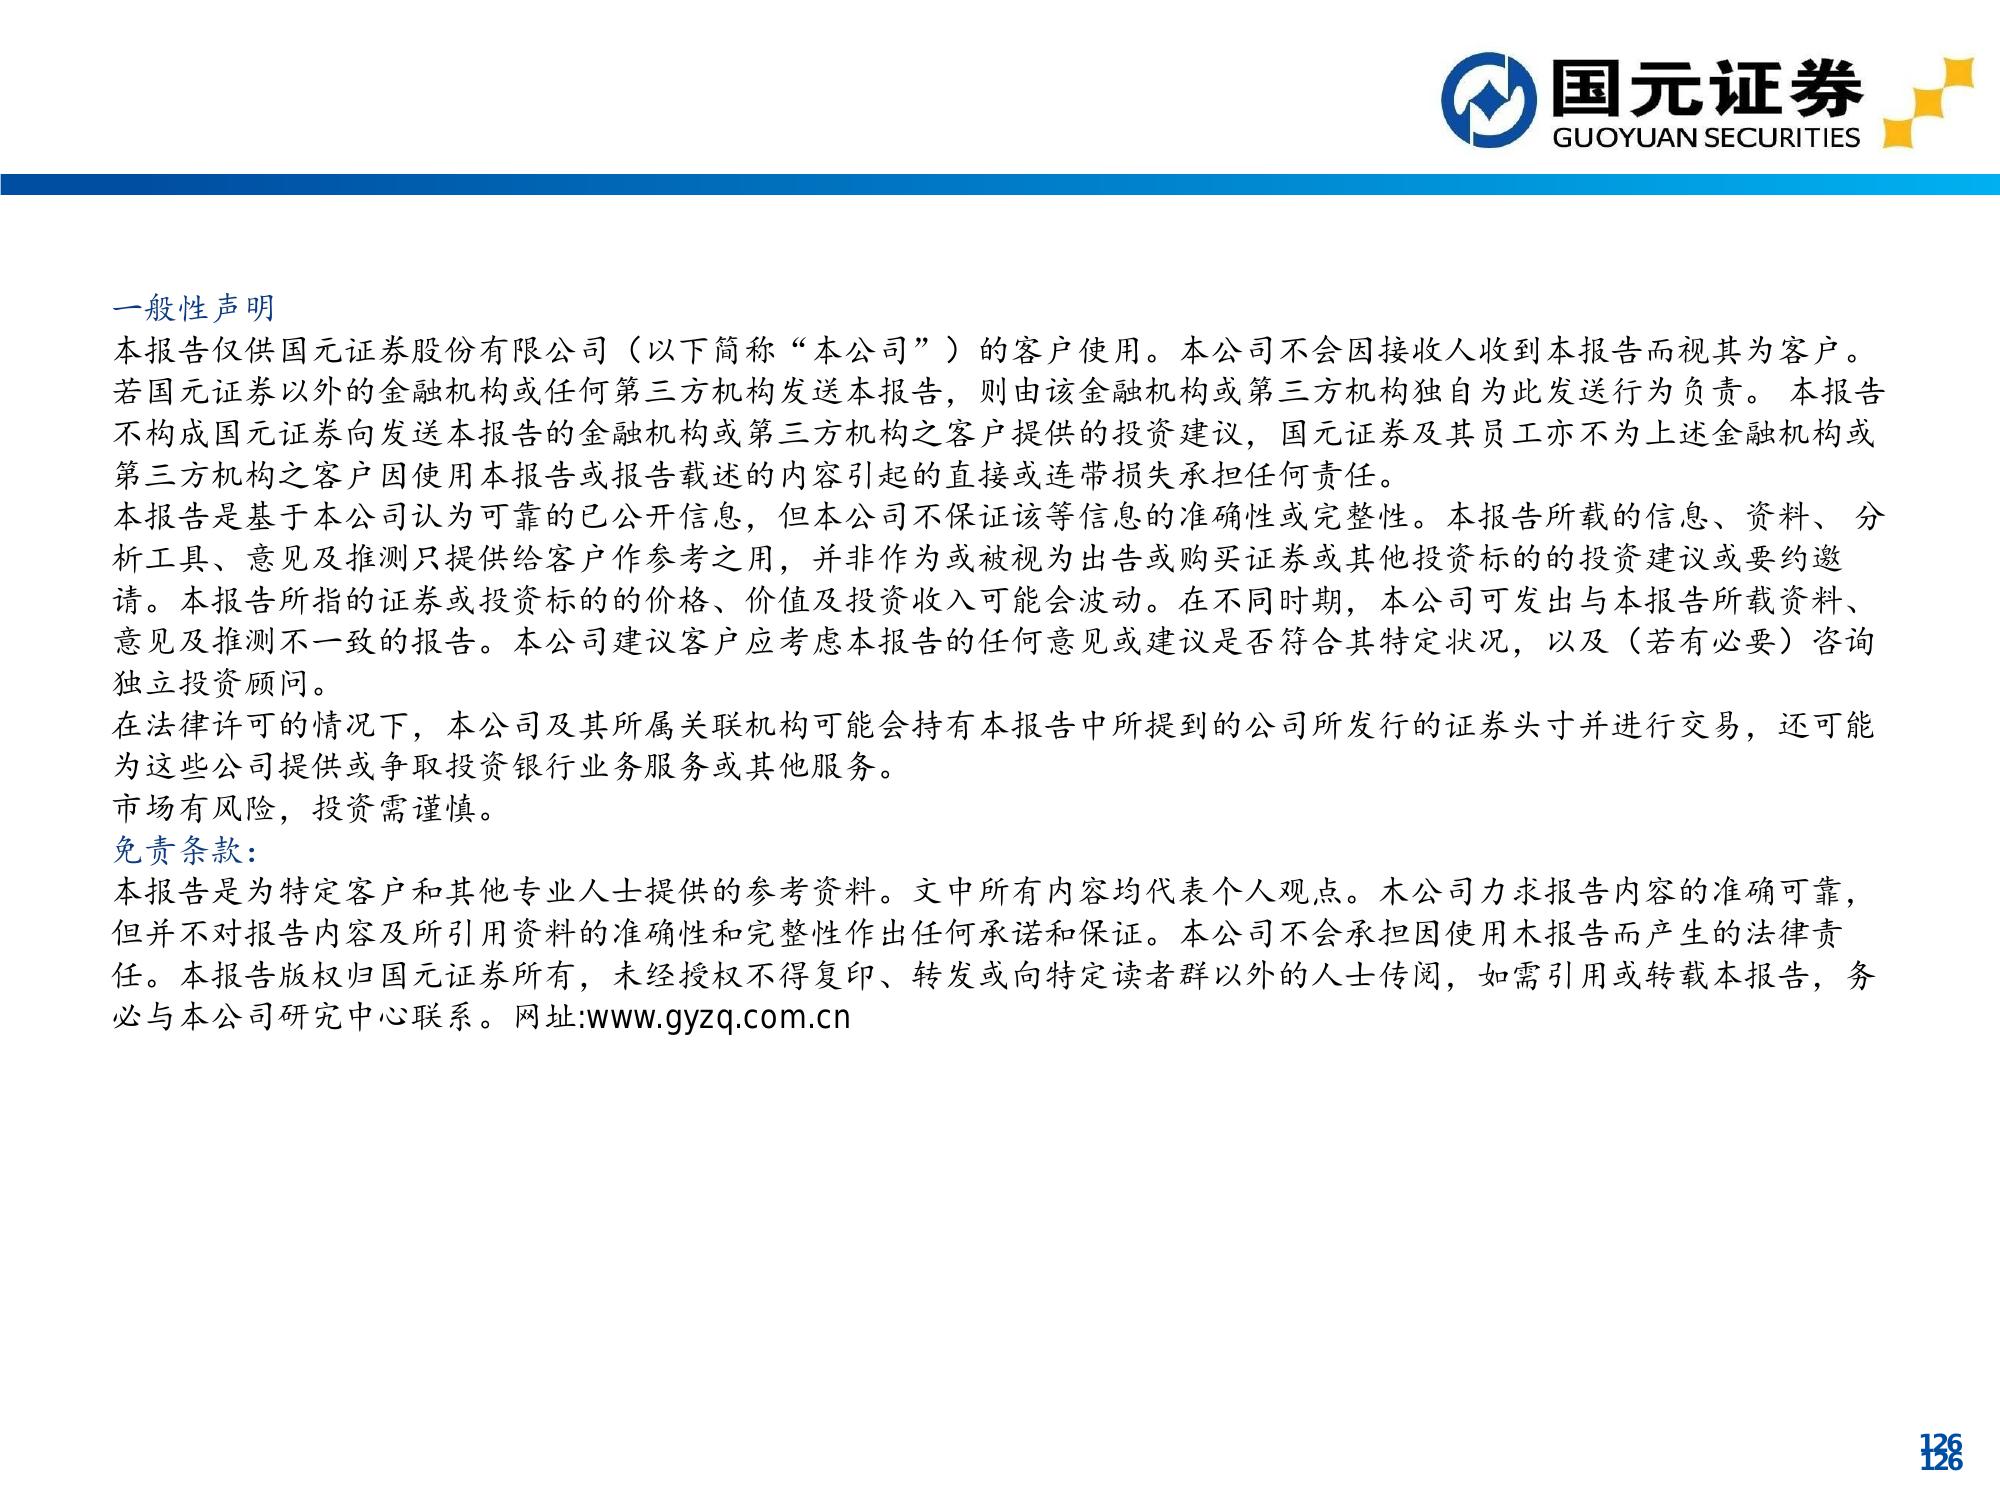 国元证券
GUOYUAN SECURITIES
一般性声明
本报告仅供国元证券股份有限公司（以下简称“本公司”）的客户使用。本公司不会因接收人收到本报告而视其为客户。
若国元证券以外的金融机构或任何第三方机构发送本报告，则由该金融机构或第三方机构独自为此发送行为负责。 本报告
不构成国元证券向发送本报告的金融机构或第三方机构之客户提供的投资建议，国元证券及其员工亦不为上述金融机构或
第三方机构之客户因使用本报告或报告载述的内容引起的直接或连带损失承担任何责任。
本报告是基于本公司认为可靠的已公开信息，但本公司不保证该等信息的准确性或完整性。本报告所载的信息、资料、 分
析工具、意见及推测只提供给客户作参考之用，并非作为或被视为出告或购买证券或其他投资标的的投资建议或要约邀
请。本报告所指的证券或投资标的的价格、价值及投资收入可能会波动。在不同时期，本公司可发出与本报告所载资料、
意见及推测不一致的报告。本公司建议客户应考虑本报告的任何意见或建议是否符合其特定状况，以及（若有必要）咨询
独立投资顾问。
在法律许可的情况下，本公司及其所属关联机构可能会持有本报告中所提到的公司所发行的证券头寸并进行交易，还可能
为这些公司提供或争取投资银行业务服务或其他服务。
市场有风险，投资需谨慎。
免责条款：
本报告是为特定客户和其他专业人士提供的参考资料。文中所有内容均代表个人观点。木公司力求报告内容的准确可靠，
但并不对报告内容及所引用资料的准确性和完整性作出任何承诺和保证。本公司不会承担因使用木报告而产生的法律责
任。本报告版权归国元证券所有，未经授权不得复印、转发或向特定读者群以外的人士传阅，如需引用或转载本报告，务
必与本公司研究中心联系。网址:www.gyzq.com.cn
126
126